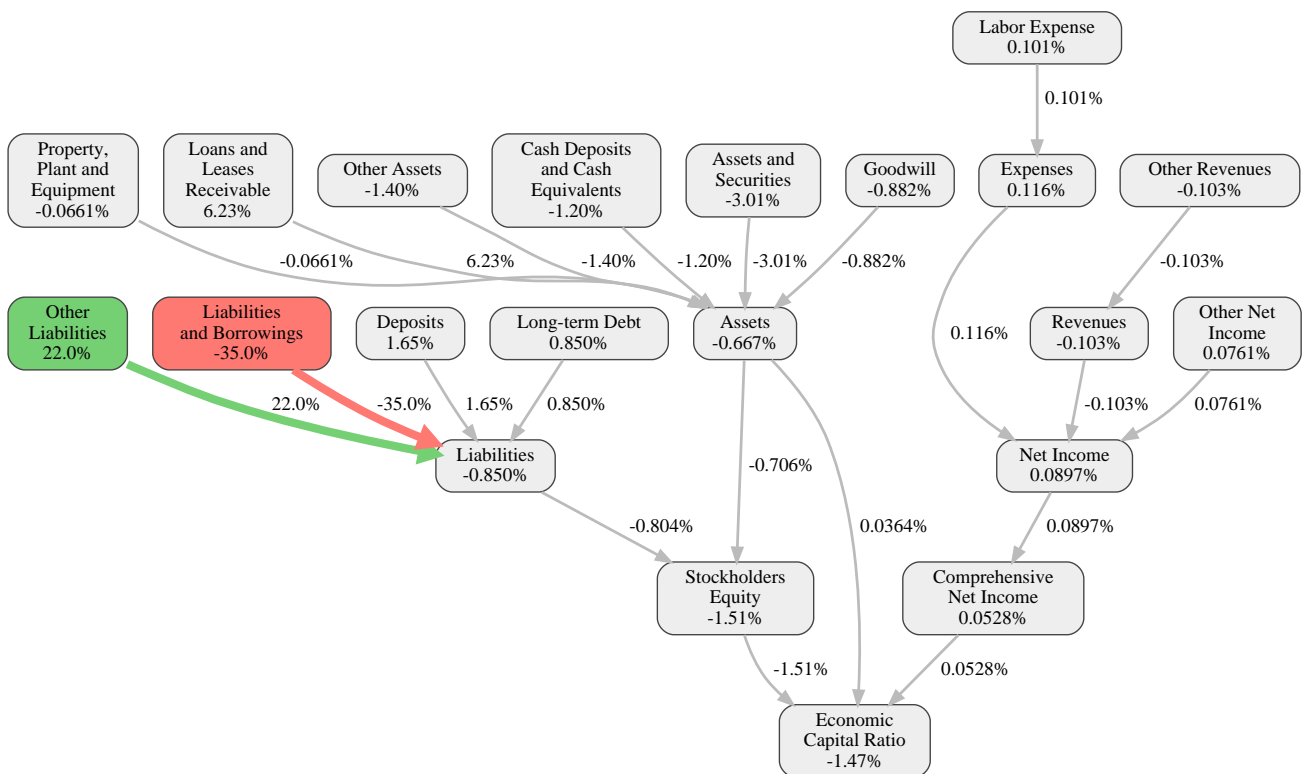 Labor Expense
0.101%
0.101%
Property,
Plant and
Equipment
-0.0661%
Loans and
Leases
Receivable
6.23%
Other Assets
-1.40%
Cash Deposits
and Cash
Equivalents
-1.20%
Assets and
Securities
-3.01%
Goodwill
-0.882%
Expenses
0.116%
Other Revenues
-0.103%
-0.0661%
6.23%
-1.40%
-1.20%
-3.01%
-0.882%
-0.103%
Other
Liabilities
22.0%
Liabilities
and Borrowings
-35.0%
Deposits
1.65%
Long-term Debt
0.850%
Assets
-0.667%
0.116%
Revenues
-0.103%
Other Net
Income
0.0761%
22.0%
-35.0%
1.65%
0.850%
-0.103%
0.0761%
Liabilities
-0.850%
-0.706%
Net Income
0.0897%
-0.804%
0.0364%
0.0897%
Stockholders
Equity
-1.51%
Comprehensive
Net Income
0.0528%
-1.51%
0.0528%
Economic
Capital Ratio
-1.47%